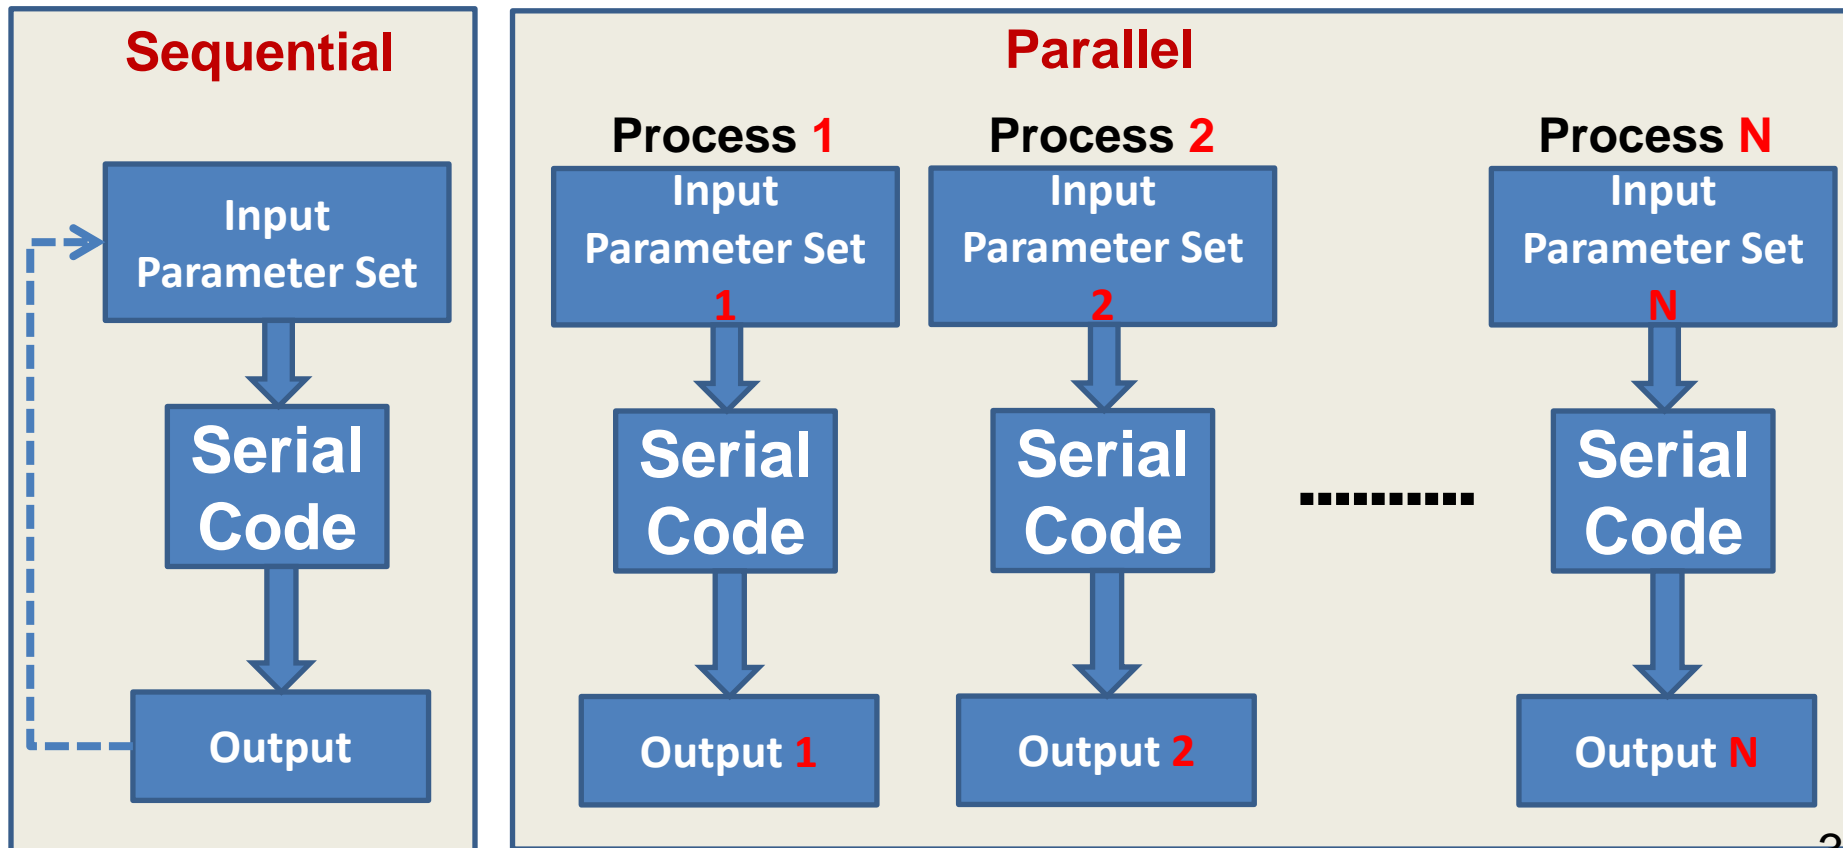 Sequential
Input
Parameter Set
Serial
Code
Output
Parallel
Process 1
Input
Parameter Set
1
Serial
Code
Output 1
Process 2
Input
Parameter Set
2
Serial
Code
Output 2
Process N
Input
Parameter Set
N
Serial
Code
Output N